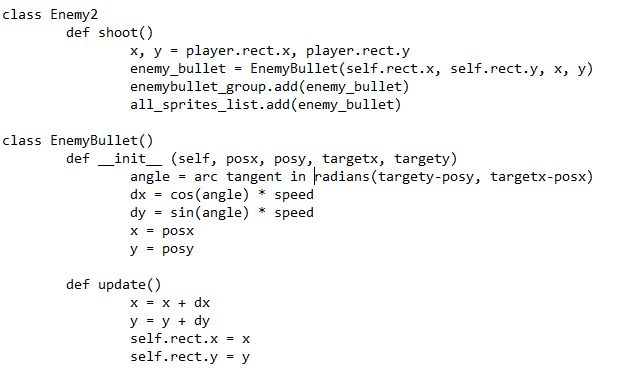 class Enemy2
def shoot()
x, y = player.rect.x, player.rect.y
enemy_bullet = EnemyBullet(self.rect.x, self.rect.y, x, y)
enemybullet_group.add(enemy_bullet)
all_sprites_list.add(enemy_bullet)
class EnemyBullet()
def __init__ (self, posx, posy, targetx, targety)
angle = arc tangent in radians(targety-posy, targetx-posx)
dx = cos(angle) * speed
dy = sin(angle) * speed
x = posx
y = posy
def update()
x = x + dx
y = y + dy
self.rect.x = x
self.rect.y = y